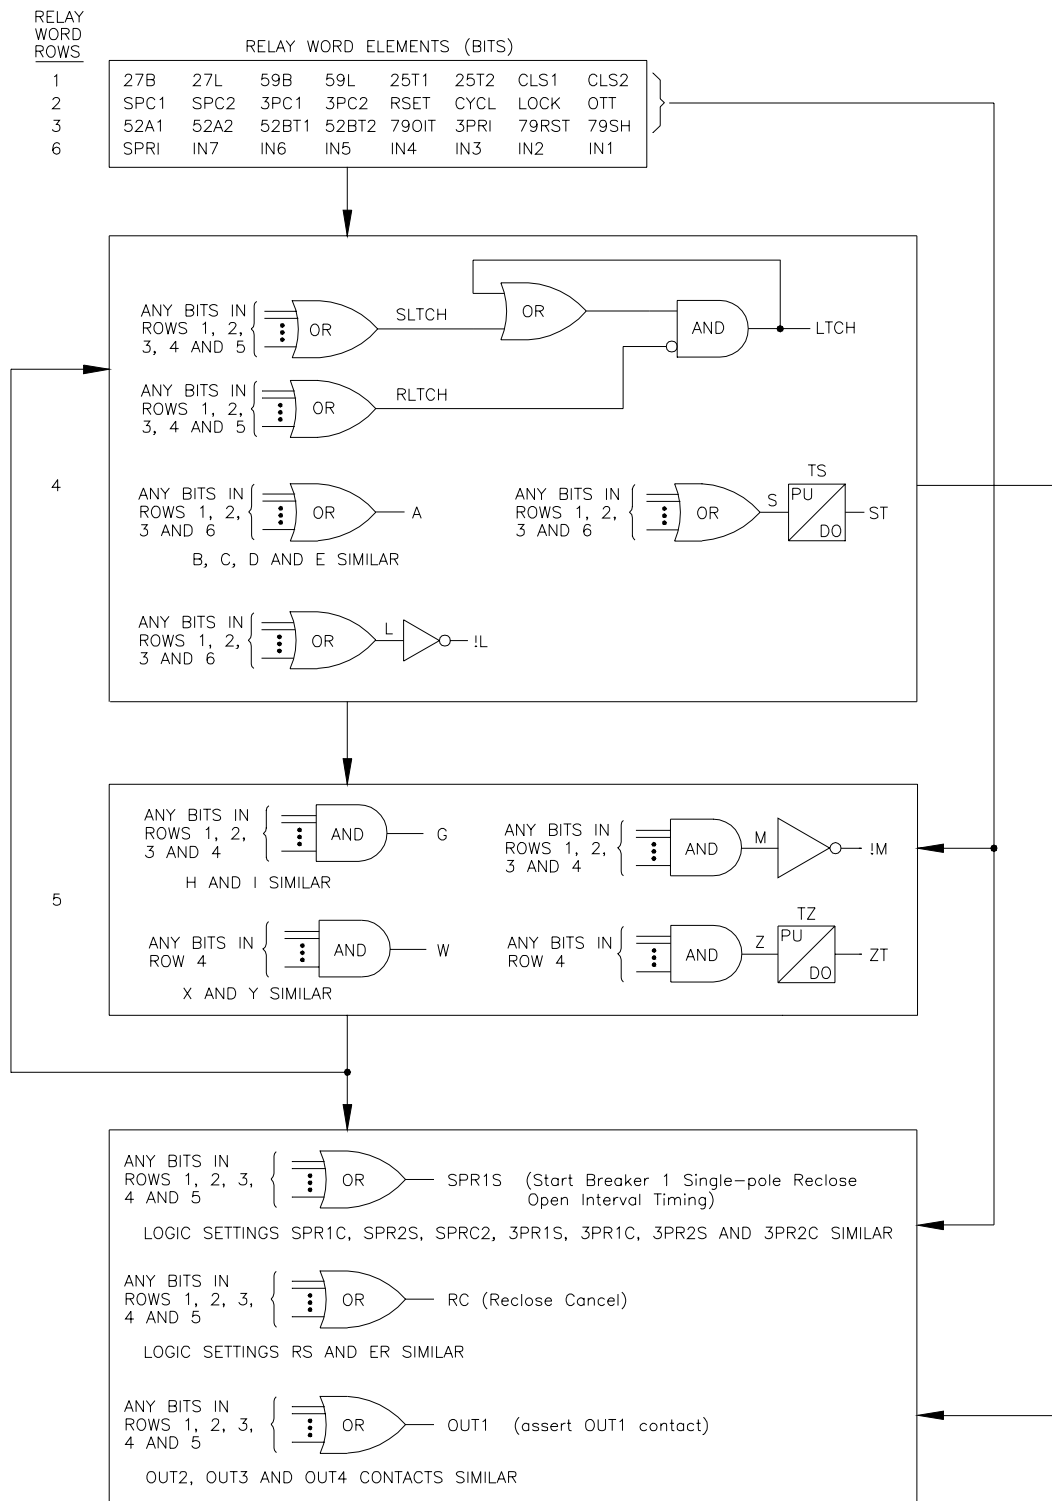 RELAY
WORD
ROWS
RELAY WORD ELEMENTS (BITS)
1 27B 27L 59B 59L 25T1 25T2 CLS1 CLS2
2 SPC1 SPC2 3PC1 3PC2 RSET CYCL LOCK OTT
3 52A1 52A2 52BT1 52BT2 79OIT 3PRI 79RST 79SH
6 SPRI IN7 IN6 IN5 IN4 IN3 IN2 IN1
4
ANY BITS IN
ROWS 1, 2,
3, 4 AND 5
OR
SLTCH
OR
AND
LTCH
ANY BITS IN
ROWS 1, 2,
3, 4 AND 5
OR
RLTCH
ANY BITS IN
ROWS 1, 2,
3 AND 6
OR
A
B, C, D AND E SIMILAR
ANY BITS IN
ROWS 1, 2,
3 AND 6
OR
S
TS
PU
DO
ST
ANY BITS IN
ROWS 1, 2,
3 AND 6
OR
L
!L
5
ANY BITS IN
ROWS 1, 2,
3 AND 4
AND
G
H AND I SIMILAR
ANY BITS IN
ROWS 1, 2,
3 AND 4
AND
M
!M
ANY BITS IN
ROW 4
AND
W
X AND Y SIMILAR
ANY BITS IN
ROW 4
AND
Z
TZ
PU
DO
ZT
ANY BITS IN
ROWS 1, 2, 3,
4 AND 5
OR
SPR1S (Start Breaker 1 Single-pole Reclose
Open Interval Timing)
LOGIC SETTINGS SPR1C, SPR2S, SPRC2, 3PR1S, 3PR1C, 3PR2S AND 3PR2C SIMILAR
ANY BITS IN
ROWS 1, 2, 3,
4 AND 5
OR
RC (Reclose Cancel)
LOGIC SETTINGS RS AND ER SIMILAR
ANY BITS IN
ROWS 1, 2, 3,
4 AND 5
OR
OUT1 (assert OUT1 contact)
OUT2, OUT3 AND OUT4 CONTACTS SIMILAR